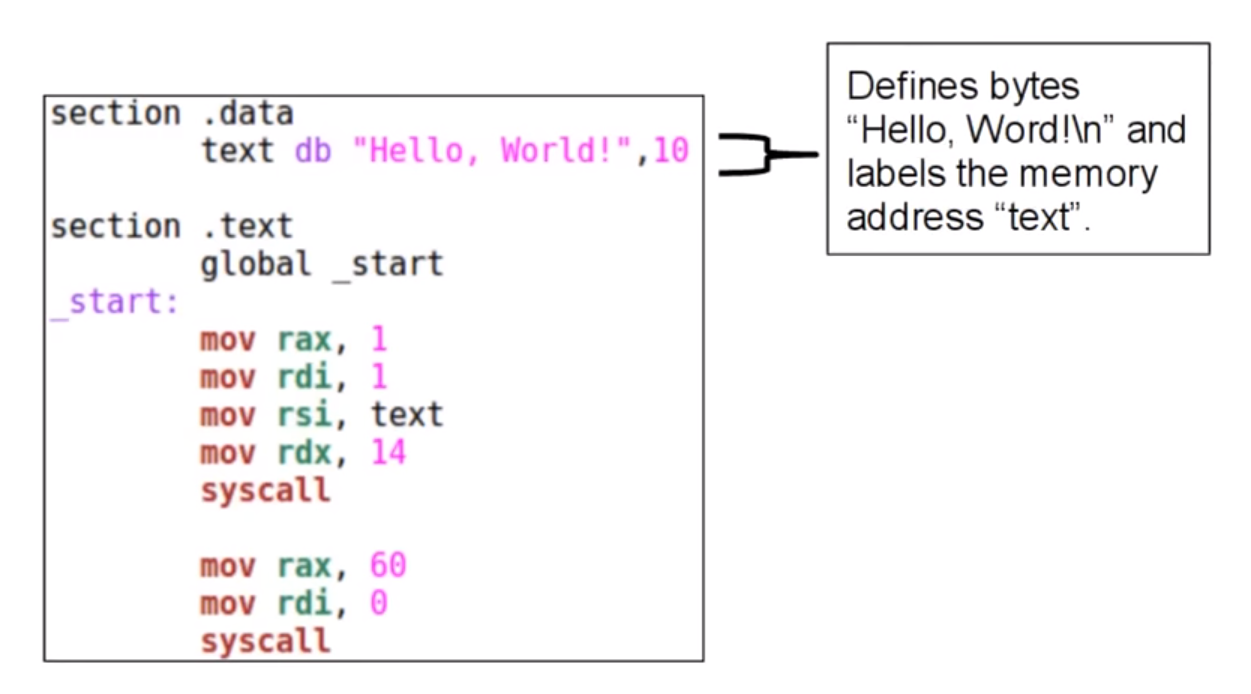 section .data
text db "Hello, World!",10
section .text
global _start
_start:
mov rax, 1
mov rdi, 1
mov rsi, text
mov rdx, 14
syscall
mov rax, 60
mov rdi, 0
syscall
Defines bytes
“Hello, Word!\n” and
labels the memory
address “text”.